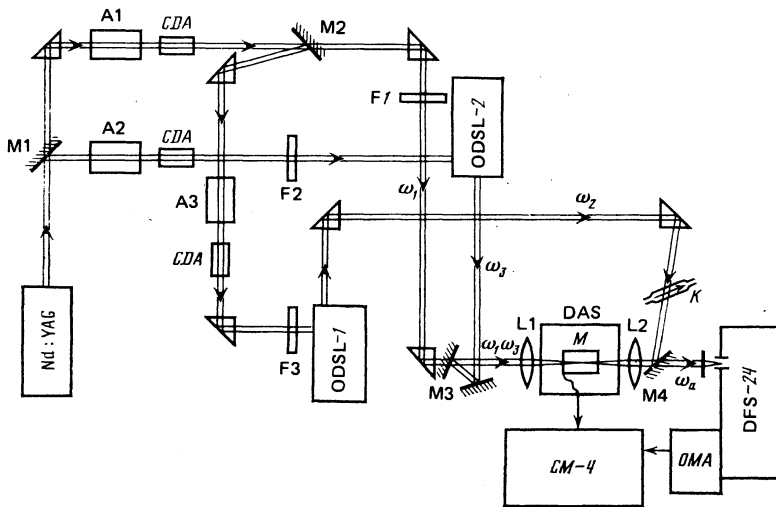 A1
CDA
M2
F1
ODSL-2
M1
A2
CDA
F2
A3
ω₁
ω₂
CDA
ω₃
K
Nd:YAG
F3
ODSL-1
L1
DAS
L2
ω₁ω₃
M
M3
M4
ωₐ
DFS-24
CM-4
OMA